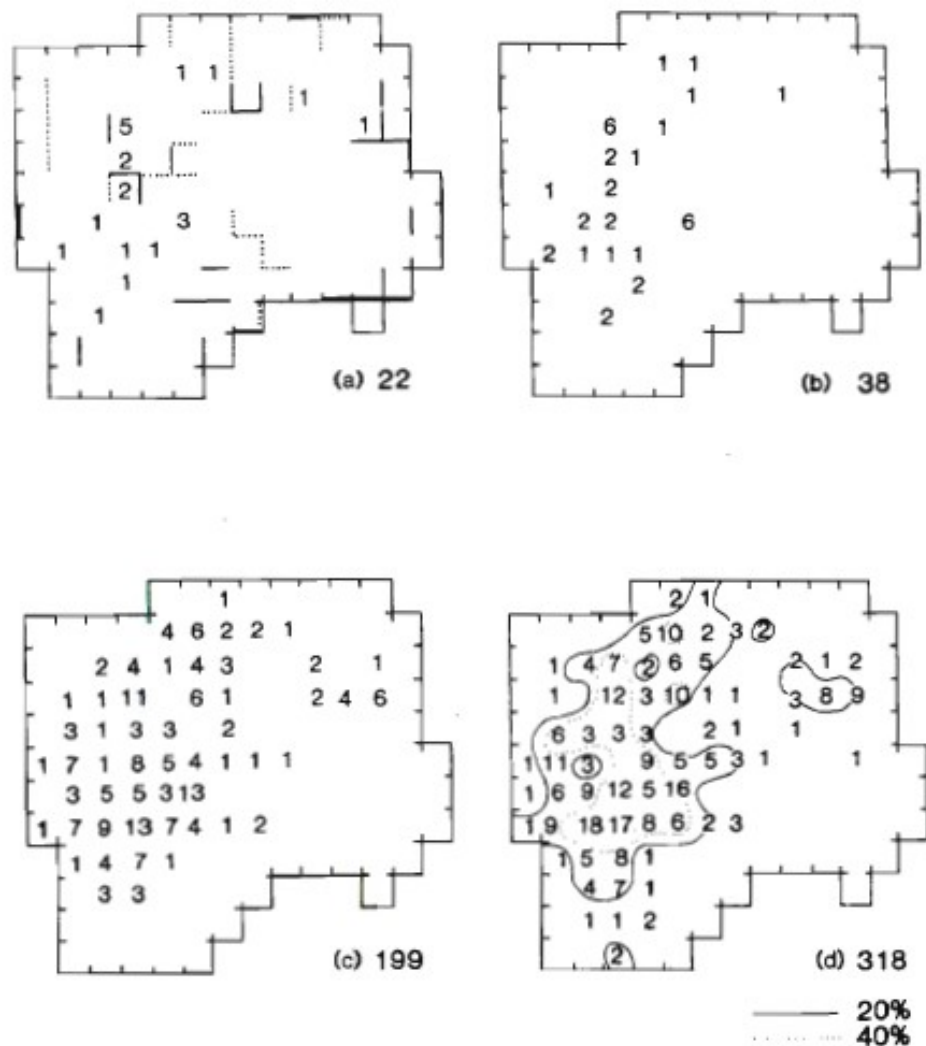 1 1
1
5 1
2
2
1 3
1 1 1
1
1
(a) 22
1 1
1 1
6 1
2 1
1 2
2 2 6
2 1 1 1
2
2
(b) 38
1
4 6 2 2 1
2 4 1 4 3 2 1
1 1 11 6 1 2 4 6
3 1 3 3 2
1 7 1 8 5 4 1 1 1
3 5 5 3 13
1 7 9 13 7 4 1 2
1 4 7 1
3 3
(c) 199
2 1
5 10 2 3 2
1 4 7 2 6 5 2 1 2
1 12 3 10 1 1 3 8 9
6 3 3 3 2 1 1
1 11 3 9 5 5 3 1 1
1 6 9 12 5 16
1 9 18 17 8 6 2 3
1 5 8 1
4 7 1
1 1 2
2
(d) 318
20%
40%